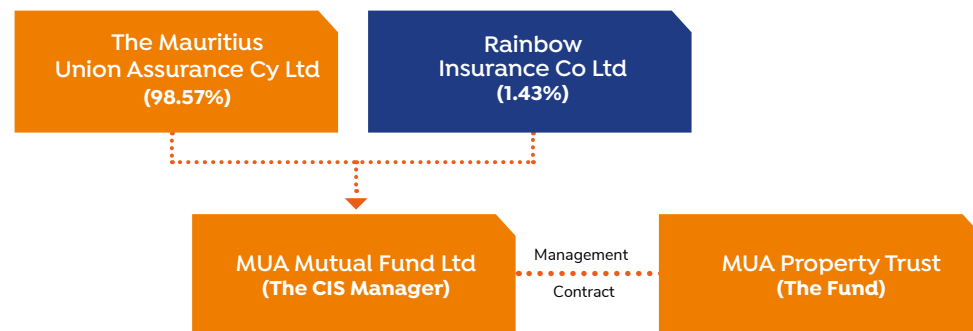 The Mauritius
Union Assurance Cy Ltd
(98.57%)
Rainbow
Insurance Co Ltd
(1.43%)
MUA Mutual Fund Ltd
(The CIS Manager)
Management
Contract
MUA Property Trust
(The Fund)